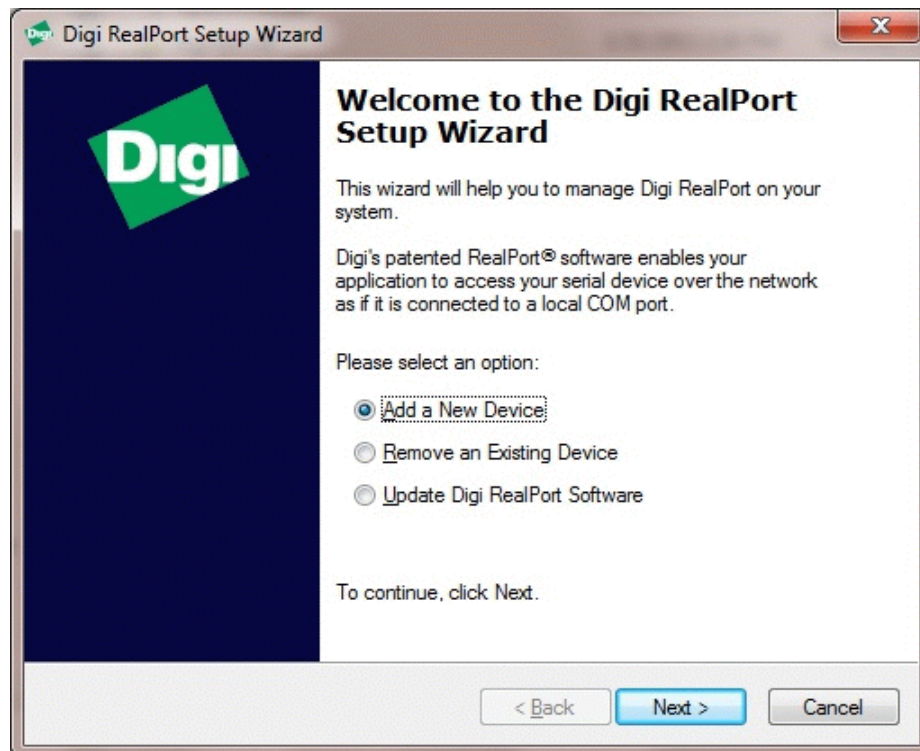 Digi RealPort Setup Wizard
Digi
Welcome to the Digi RealPort
Setup Wizard
This wizard will help you to manage Digi RealPort on your
system.
Digi's patented RealPort® software enables your
application to access your serial device over the network
as if it is connected to a local COM port.
Please select an option:
Add a New Device
Remove an Existing Device
Update Digi RealPort Software
To continue, click Next.
< Back
Next >
Cancel